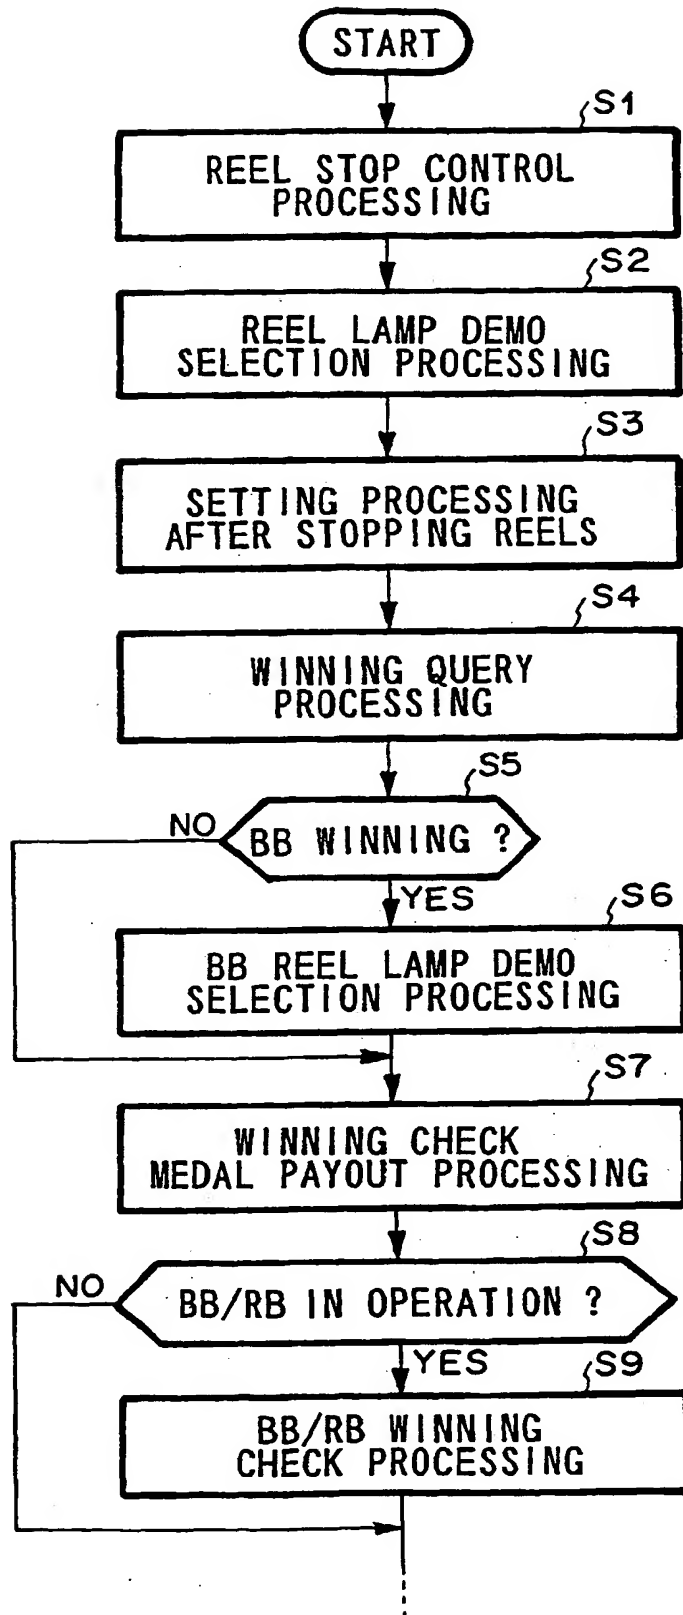 START
S1
REEL STOP CONTROL
PROCESSING
S2
REEL LAMP DEMO
SELECTION PROCESSING
S3
SETTING PROCESSING
AFTER STOPPING REELS
S4
WINNING QUERY
PROCESSING
S5
NO
BB WINNING ?
YES
S6
BB REEL LAMP DEMO
SELECTION PROCESSING
S7
WINNING CHECK
MEDAL PAYOUT PROCESSING
S8
NO
BB/RB IN OPERATION ?
YES
S9
BB/RB WINNING
CHECK PROCESSING